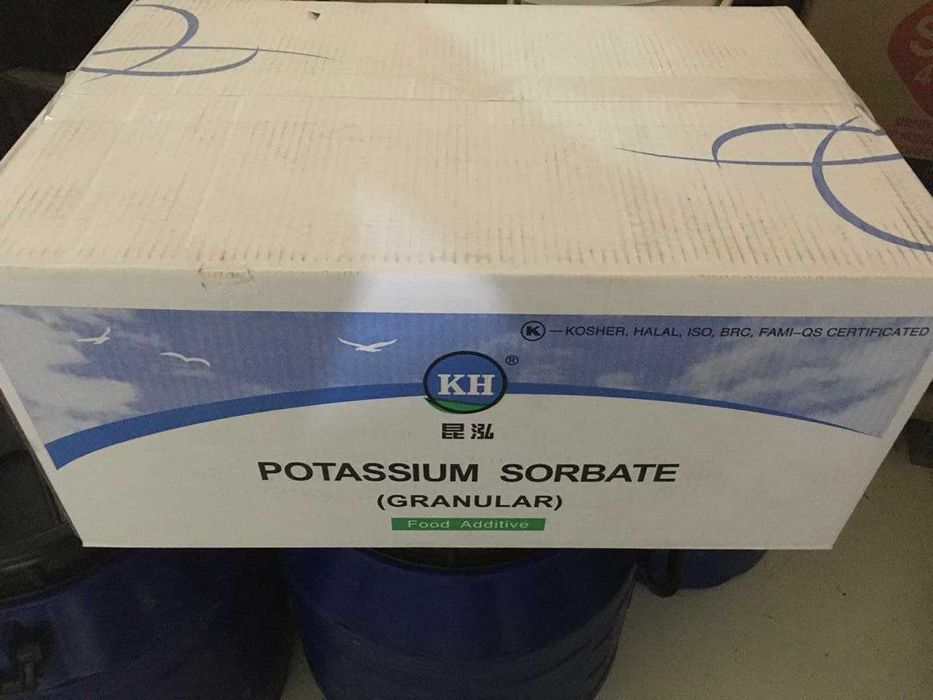 Ⓚ—KOSHER, HALAL, ISO, BRC, FAMI-QS CERTIFICATED
KH®
昆泓
POTASSIUM SORBATE
(GRANULAR)
Food Additive